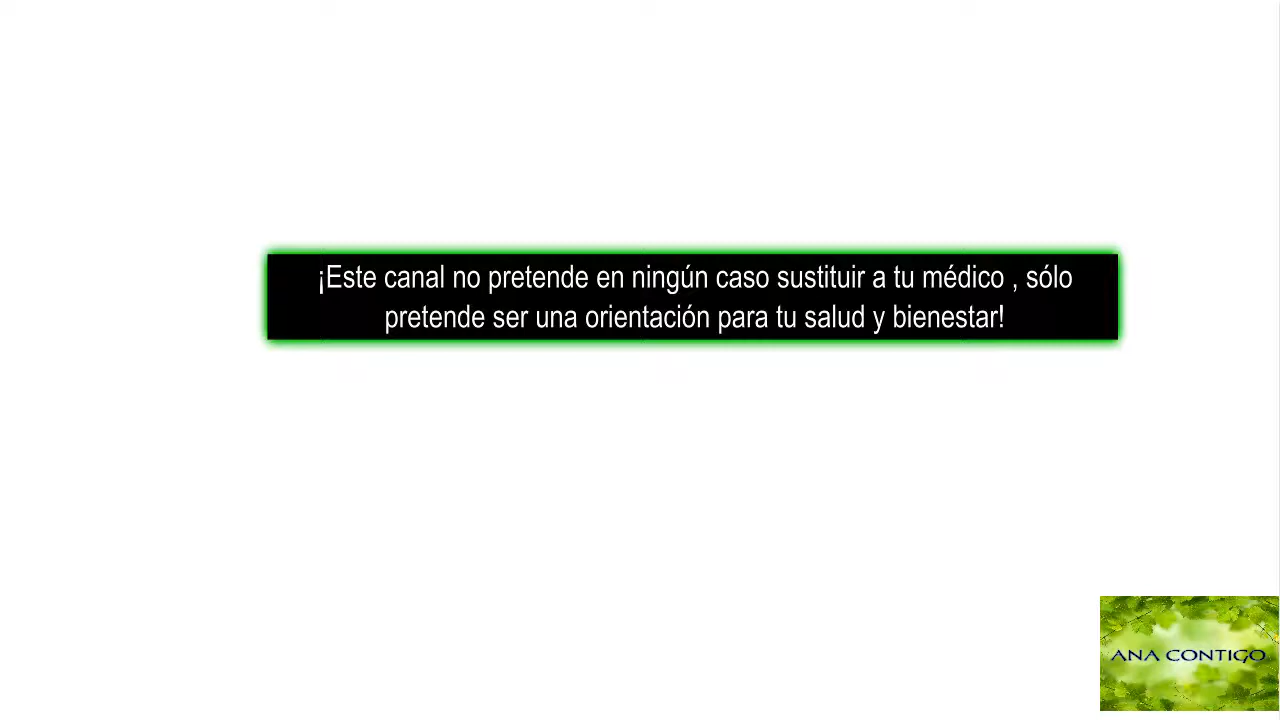 ¡Este canal no pretende en ningún caso sustituir a tu médico , sólo
pretende ser una orientación para tu salud y bienestar!
ANA CONTIGO